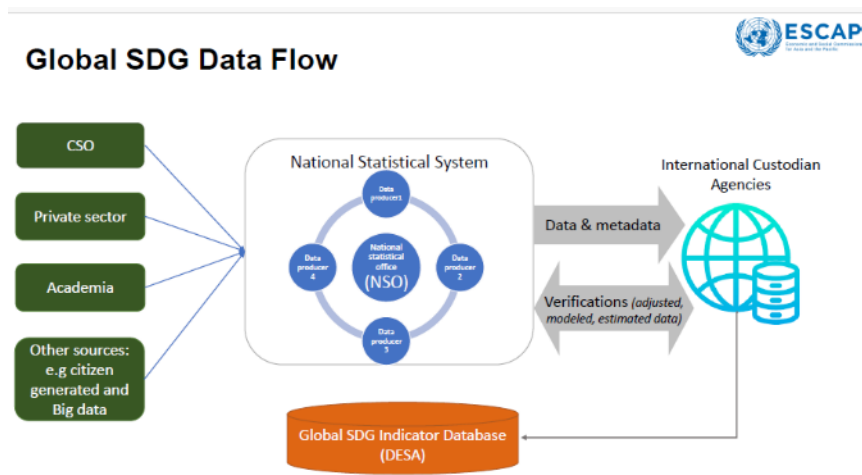 ESCAP
Economic and Social Commission
for Asia and the Pacific
Global SDG Data Flow
CSO
Private sector
Academia
Other sources:
e.g citizen
generated and
Big data
National Statistical System
Data
producer1
Data
producer
2
Data
producer
3
Data
producer
4
National
statistical
office
(NSO)
Data & metadata
Verifications (adjusted,
modeled, estimated data)
International Custodian
Agencies
Global SDG Indicator Database
(DESA)